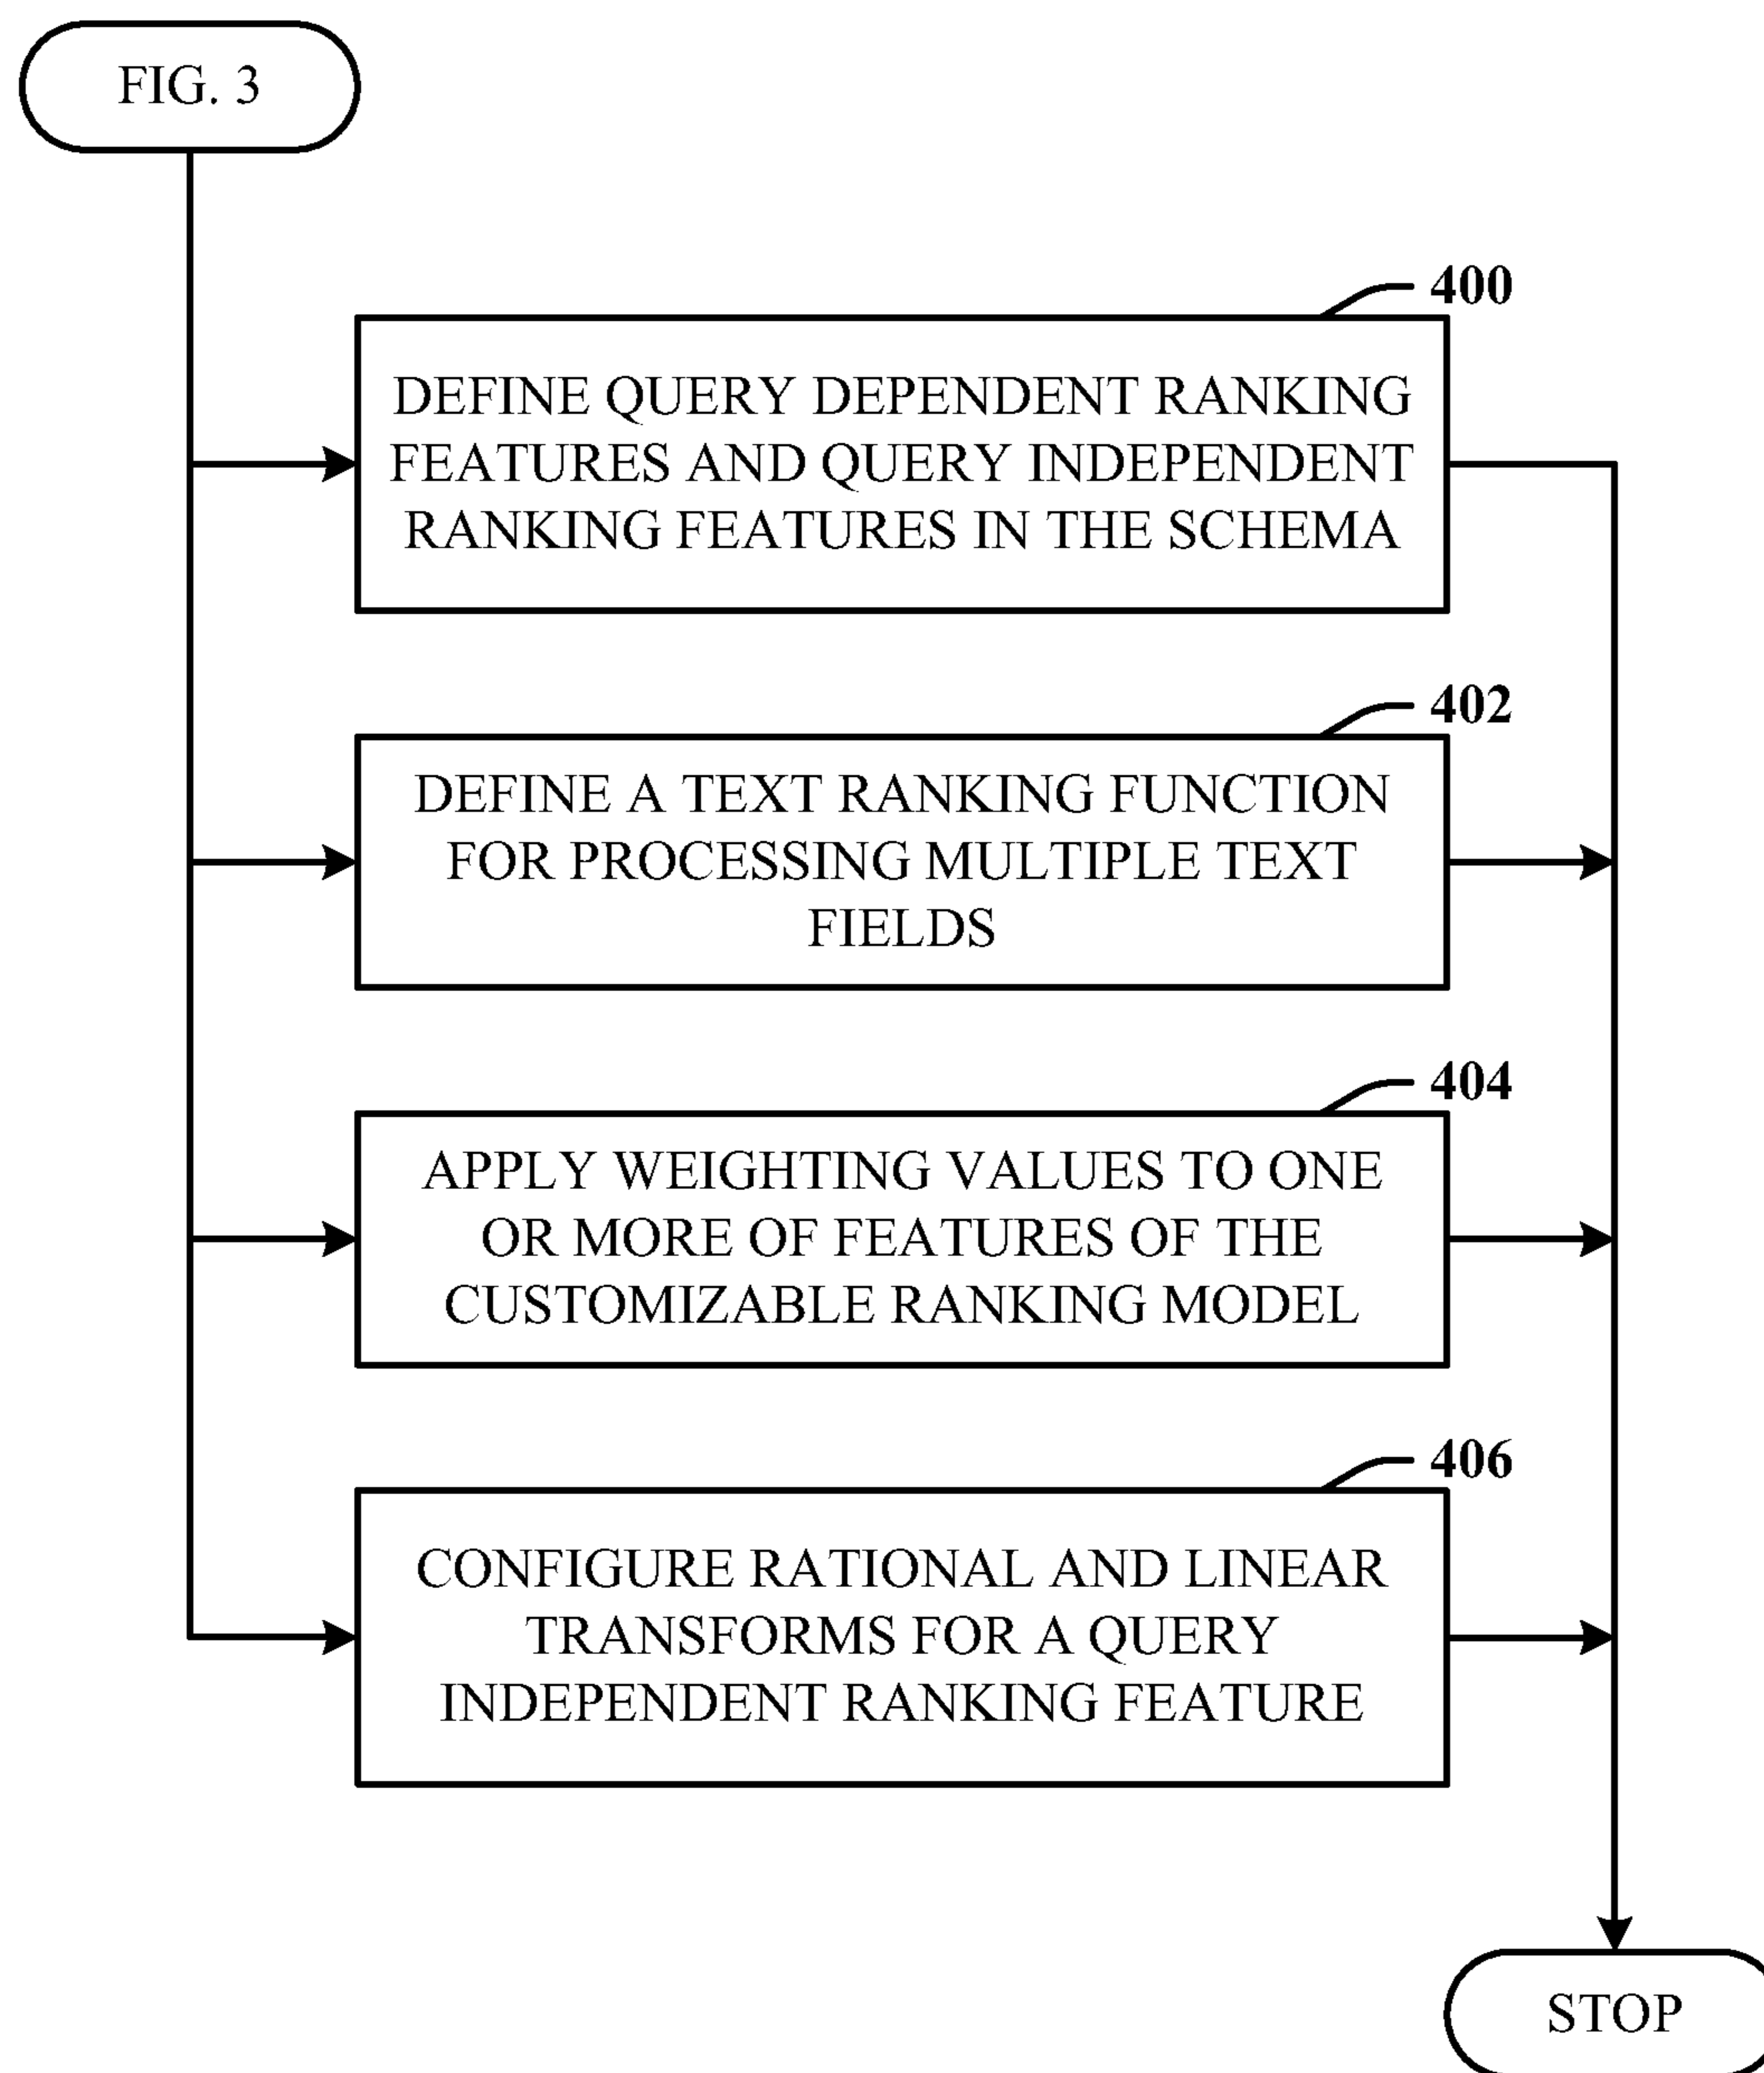 FIG. 3
400
DEFINE QUERY DEPENDENT RANKING
FEATURES AND QUERY INDEPENDENT
RANKING FEATURES IN THE SCHEMA
402
DEFINE A TEXT RANKING FUNCTION
FOR PROCESSING MULTIPLE TEXT
FIELDS
404
APPLY WEIGHTING VALUES TO ONE
OR MORE OF FEATURES OF THE
CUSTOMIZABLE RANKING MODEL
406
CONFIGURE RATIONAL AND LINEAR
TRANSFORMS FOR A QUERY
INDEPENDENT RANKING FEATURE
STOP